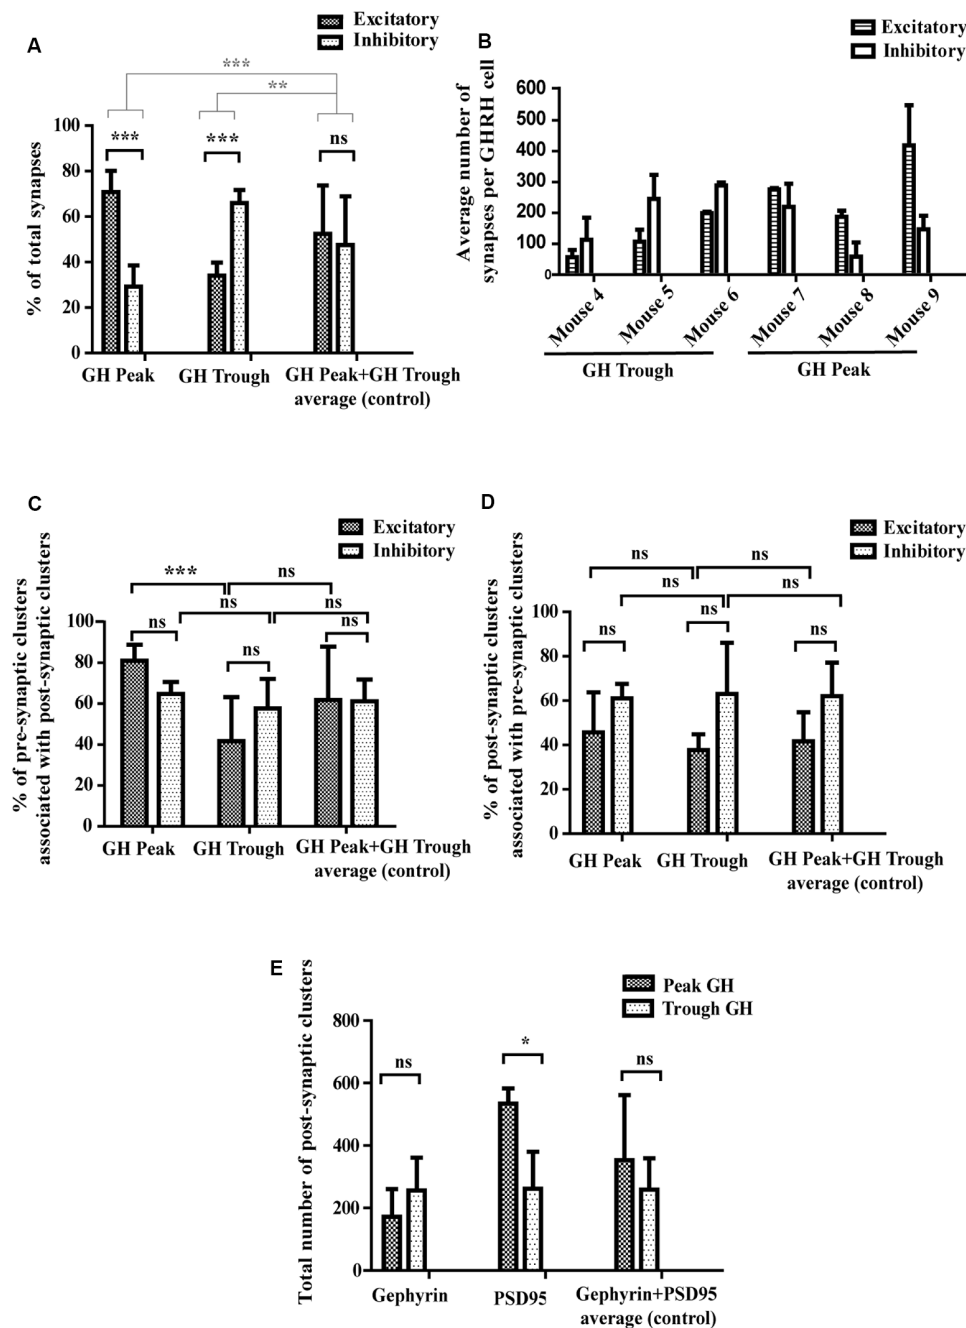 A
Excitatory
Inhibitory
***
**
*** *** ns
% of total synapses
100
80
60
40
20
0
GH Peak GH Trough GH Peak+GH Trough
average (control)
B
Excitatory
Inhibitory
Average number of
synapses per GHRH cell
600
500
400
300
200
100
0
Mouse 4 Mouse 5 Mouse 6 Mouse 7 Mouse 8 Mouse 9
GH Trough GH Peak
C
Excitatory
Inhibitory
*** ns
ns ns
ns ns ns
% of pre-synaptic clusters
associated with post-synaptic clusters
100
80
60
40
20
0
GH Peak GH Trough GH Peak+GH Trough
average (control)
D
Excitatory
Inhibitory
ns ns
ns ns
ns ns ns
% of post-synaptic clusters
associated with pre-synaptic clusters
100
80
60
40
20
0
GH Peak GH Trough GH Peak+GH Trough
average (control)
E
Peak GH
Trough GH
ns * ns
Total number of post-synaptic clusters
800
600
400
200
0
Gephyrin PSD95 Gephyrin+PSD95
average (control)